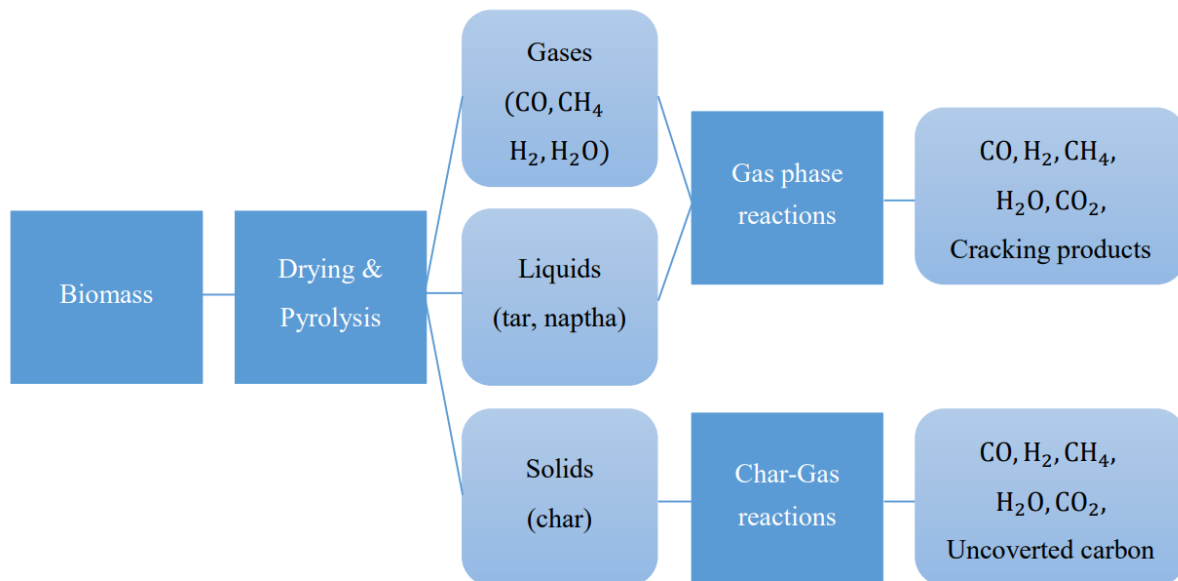 Biomass
Drying &
Pyrolysis
Gases
(CO, CH₄
H₂, H₂O)
Liquids
(tar, naptha)
Solids
(char)
Gas phase
reactions
Char-Gas
reactions
CO, H₂, CH₄,
H₂O, CO₂,
Cracking products
CO, H₂, CH₄,
H₂O, CO₂,
Uncoverted carbon